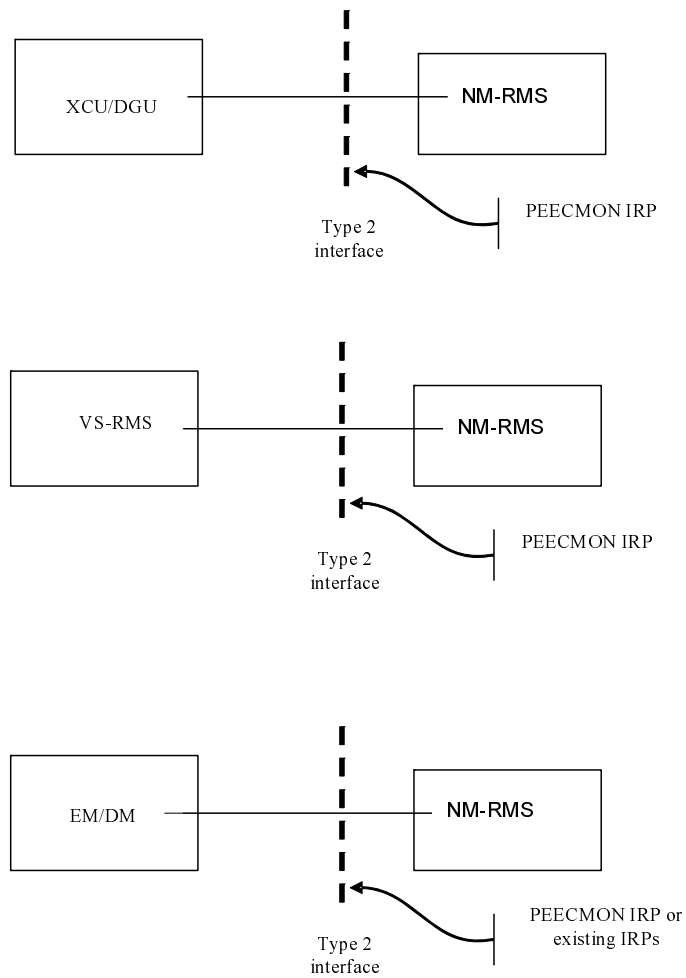 XCU/DGU
NM-RMS
PEECMON IRP
Type 2
interface
VS-RMS
NM-RMS
PEECMON IRP
Type 2
interface
EM/DM
NM-RMS
PEECMON IRP or
existing IRPs
Type 2
interface